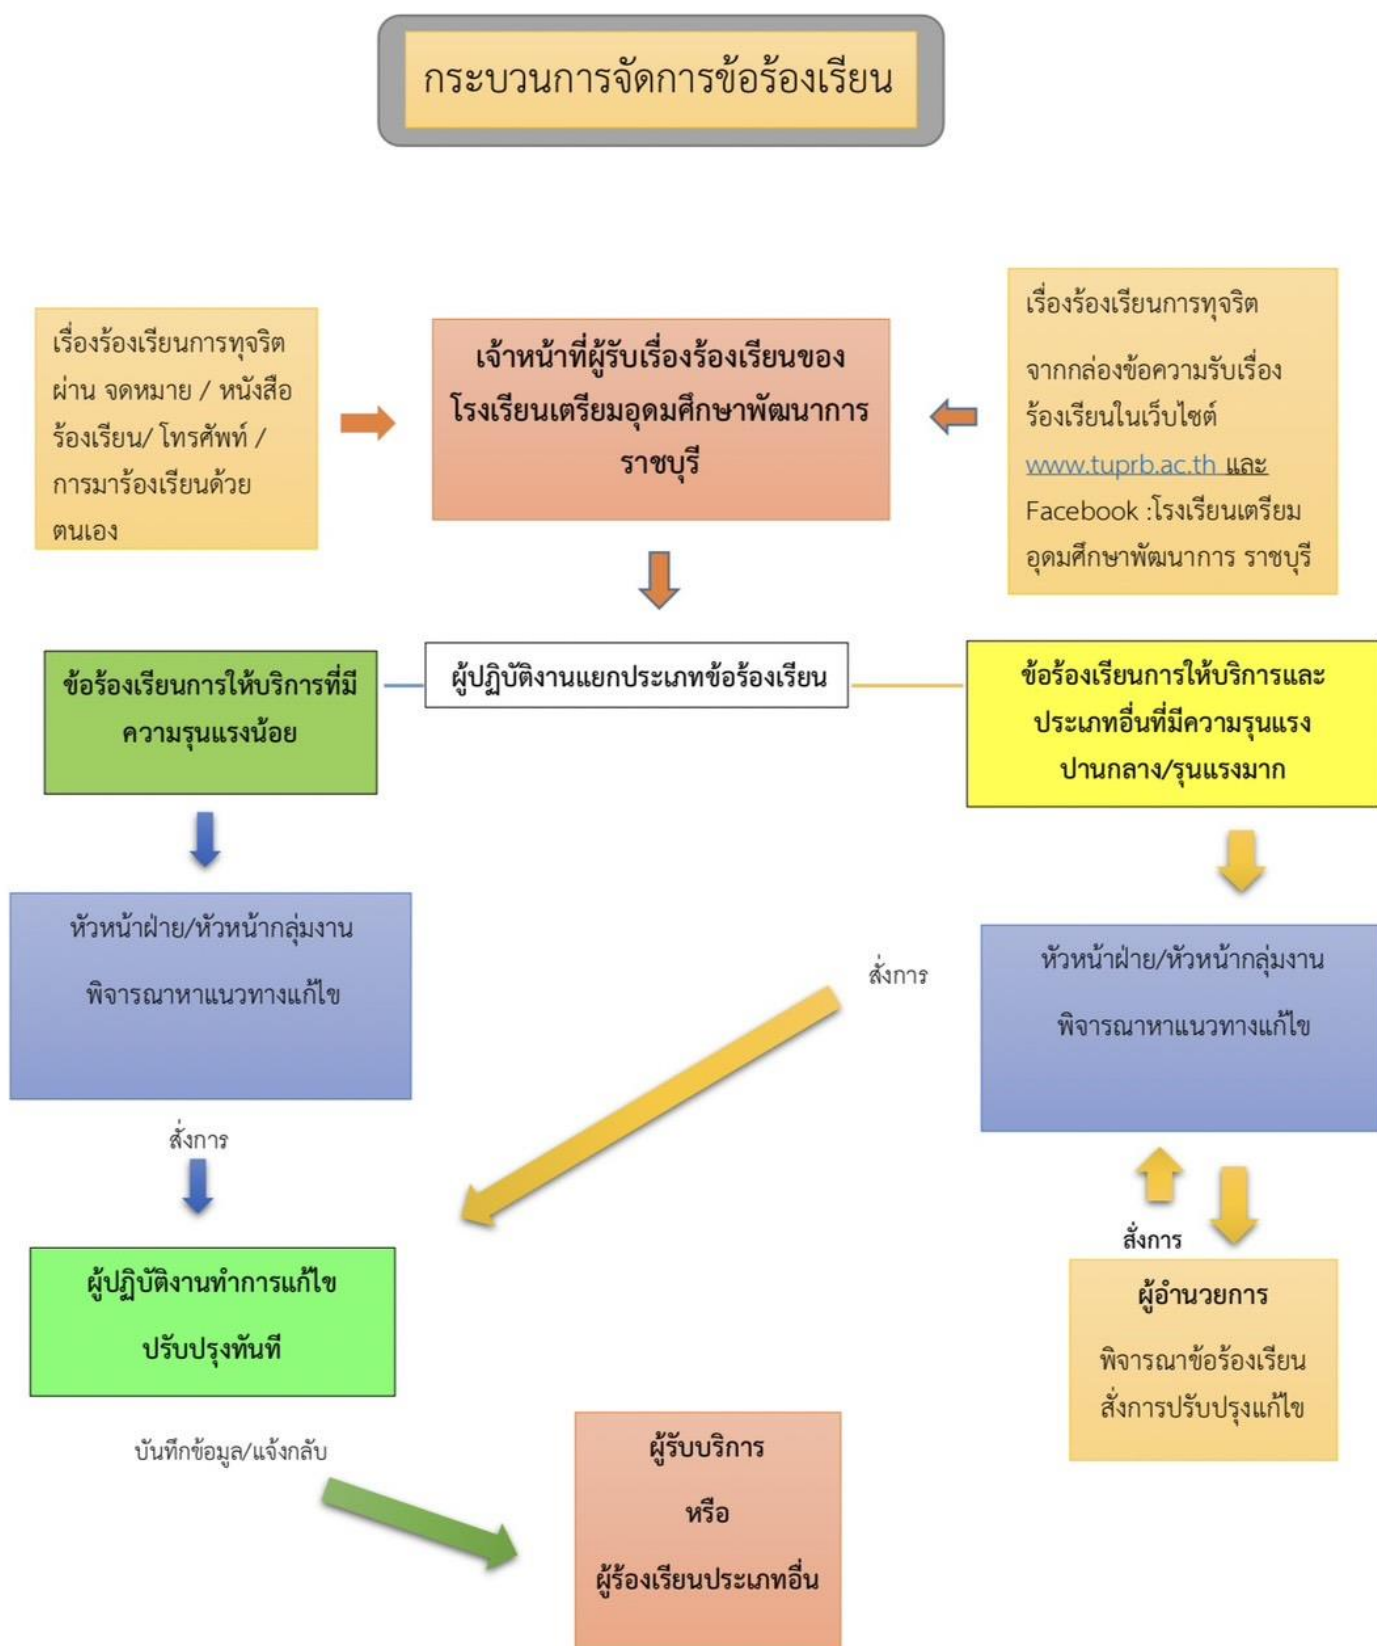 กระบวนการจัดการข้อร้องเรียน
เรื่องร้องเรียนการทุจริต
ผ่าน จดหมาย / หนังสือ
ร้องเรียน/ โทรศัพท์ /
การมาร้องเรียนด้วย
ตนเอง
เจ้าหน้าที่ผู้รับเรื่องร้องเรียนของ
โรงเรียนเตรียมอุดมศึกษาพัฒนาการ
ราชบุรี
เรื่องร้องเรียนการทุจริต
จากกล่องข้อความรับเรื่อง
ร้องเรียนในเว็บไซต์
www.tuprb.ac.th และ
Facebook :โรงเรียนเตรียม
อุดมศึกษาพัฒนาการ ราชบุรี
ข้อร้องเรียนการให้บริการที่มี
ความรุนแรงน้อย
ผู้ปฏิบัติงานแยกประเภทข้อร้องเรียน
ข้อร้องเรียนการให้บริการและ
ประเภทอื่นที่มีความรุนแรง
ปานกลาง/รุนแรงมาก
หัวหน้าฝ่าย/หัวหน้ากลุ่มงาน
พิจารณาหาแนวทางแก้ไข
สั่งการ
หัวหน้าฝ่าย/หัวหน้ากลุ่มงาน
พิจารณาหาแนวทางแก้ไข
สั่งการ
สั่งการ
ผู้ปฏิบัติงานทำการแก้ไข
ปรับปรุงทันที
ผู้อำนวยการ
พิจารณาข้อร้องเรียน
สั่งการปรับปรุงแก้ไข
บันทึกข้อมูล/แจ้งกลับ
ผู้รับบริการ
หรือ
ผู้ร้องเรียนประเภทอื่น